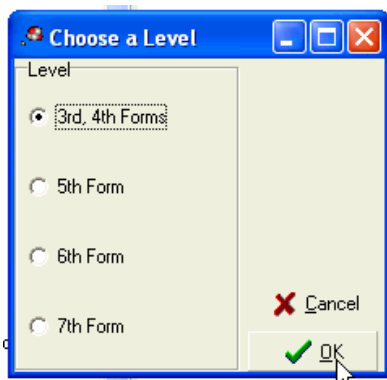 Choose a Level
Level
3rd, 4th Forms
5th Form
6th Form
7th Form
Cancel
OK